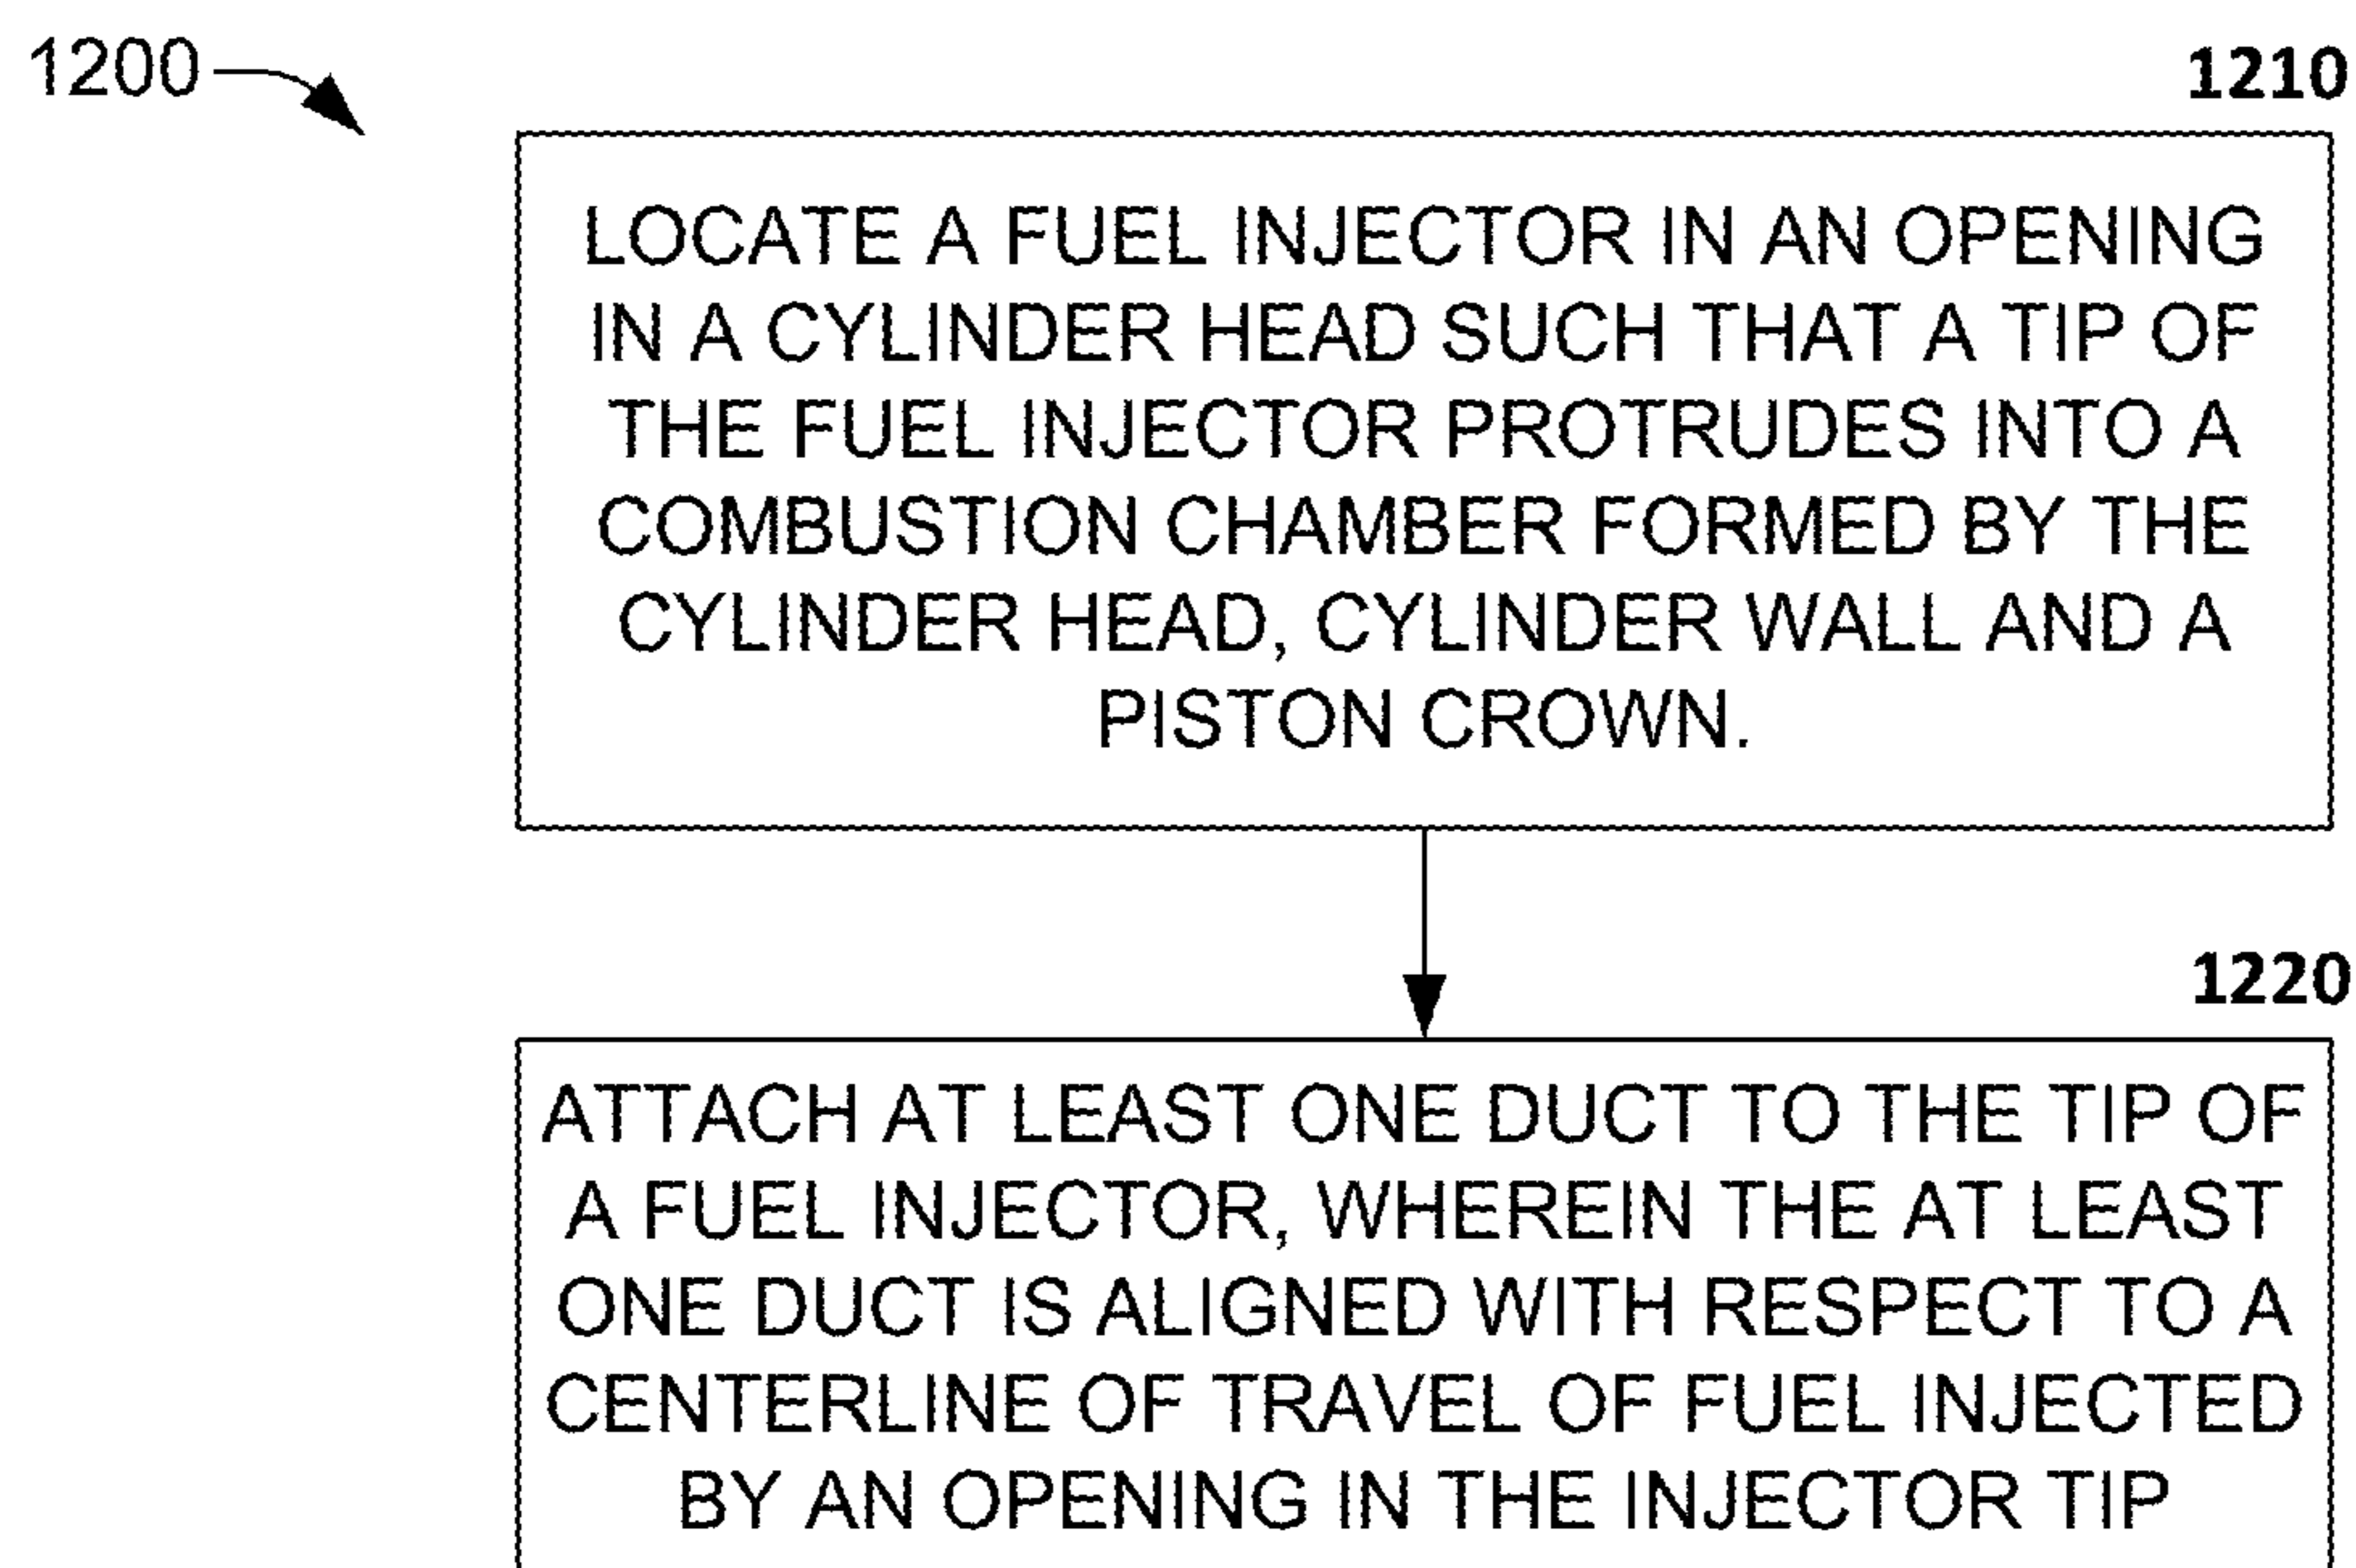 1200
1210
LOCATE A FUEL INJECTOR IN AN OPENING
IN A CYLINDER HEAD SUCH THAT A TIP OF
THE FUEL INJECTOR PROTRUDES INTO A
COMBUSTION CHAMBER FORMED BY THE
CYLINDER HEAD, CYLINDER WALL AND A
PISTON CROWN.
1220
ATTACH AT LEAST ONE DUCT TO THE TIP OF
A FUEL INJECTOR, WHEREIN THE AT LEAST
ONE DUCT IS ALIGNED WITH RESPECT TO A
CENTERLINE OF TRAVEL OF FUEL INJECTED
BY AN OPENING IN THE INJECTOR TIP